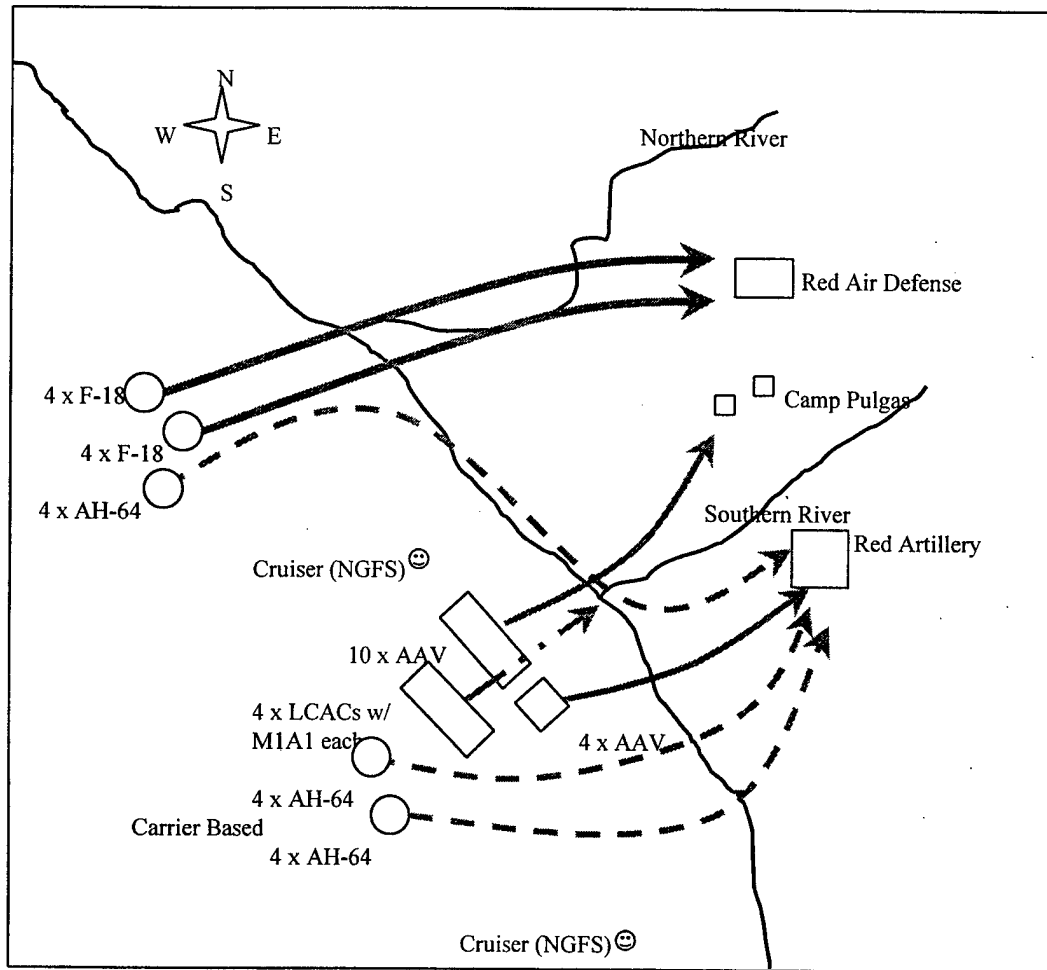 N
W E
S
Northern River
Red Air Defense
4 x F-18
Camp Pulgas
4 x F-18
4 x AH-64
Southern River
Red Artillery
Cruiser (NGFS)
10 x AAV
4 x LCACs w/
M1A1 each
4 x AAV
4 x AH-64
Carrier Based
4 x AH-64
Cruiser (NGFS)